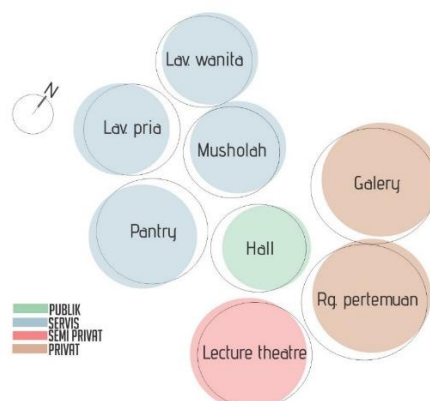 Lav. wanita
N
Lav. pria
Musholah
Galery
Pantry
Hall
Rg. pertemuan
Lecture theatre
PUBLIK
SERVIS
SEMI PRIVAT
PRIVAT